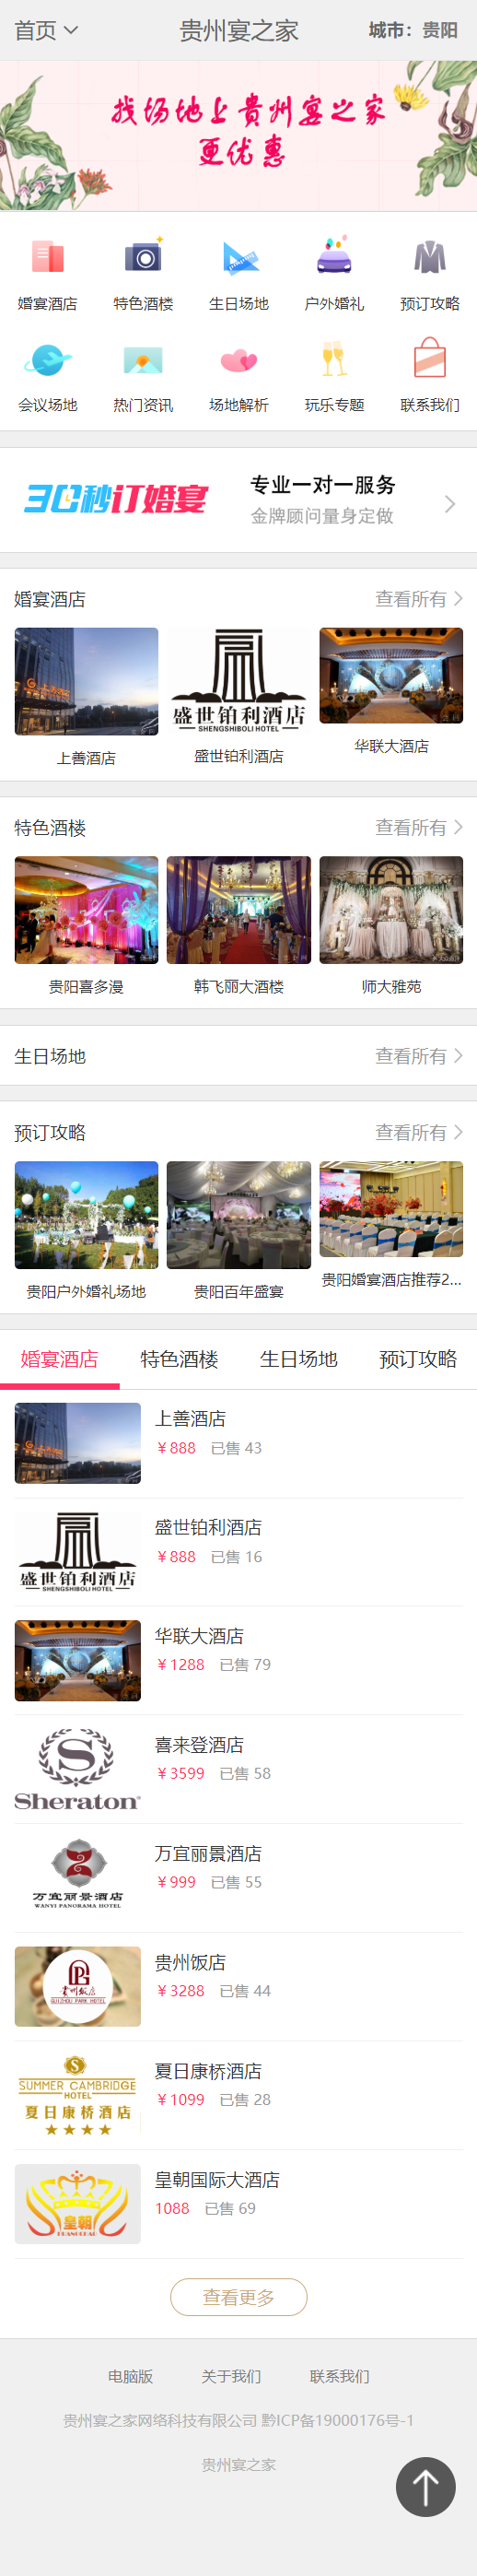 首页
贵州宴之家
城市：贵阳
找场地上贵州宴之家
更优惠
婚宴酒店
特色酒楼
生日场地
户外婚礼
预订攻略
会议场地
热门资讯
场地解析
玩乐专题
联系我们
30秒订婚宴
专业一对一服务
金牌顾问量身定做
婚宴酒店
查看所有
盛世铂利酒店
SHENGSHIBOLI HOTEL
上善酒店
盛世铂利酒店
华联大酒店
特色酒楼
查看所有
贵阳喜多漫
韩飞丽大酒楼
师大雅苑
生日场地
查看所有
预订攻略
查看所有
贵阳户外婚礼场地
贵阳百年盛宴
贵阳婚宴酒店推荐2...
婚宴酒店
特色酒楼
生日场地
预订攻略
上善酒店
￥888 已售 43
盛世铂利酒店
SHENGSHIBOLI HOTEL
盛世铂利酒店
￥888 已售 16
华联大酒店
￥1288 已售 79
S
Sheraton
喜来登酒店
￥3599 已售 58
万宜丽景酒店
WANYI PANORAMA HOTEL
万宜丽景酒店
￥999 已售 55
贵州饭店
GUIZHOU PARK HOTEL
贵州饭店
￥3288 已售 44
S
SUMMER CAMBRIDGE
HOTEL
夏日康桥酒店
夏日康桥酒店
￥1099 已售 28
皇朝
皇朝国际大酒店
1088 已售 69
查看更多
电脑版
关于我们
联系我们
贵州宴之家网络科技有限公司 黔ICP备19000176号-1
贵州宴之家